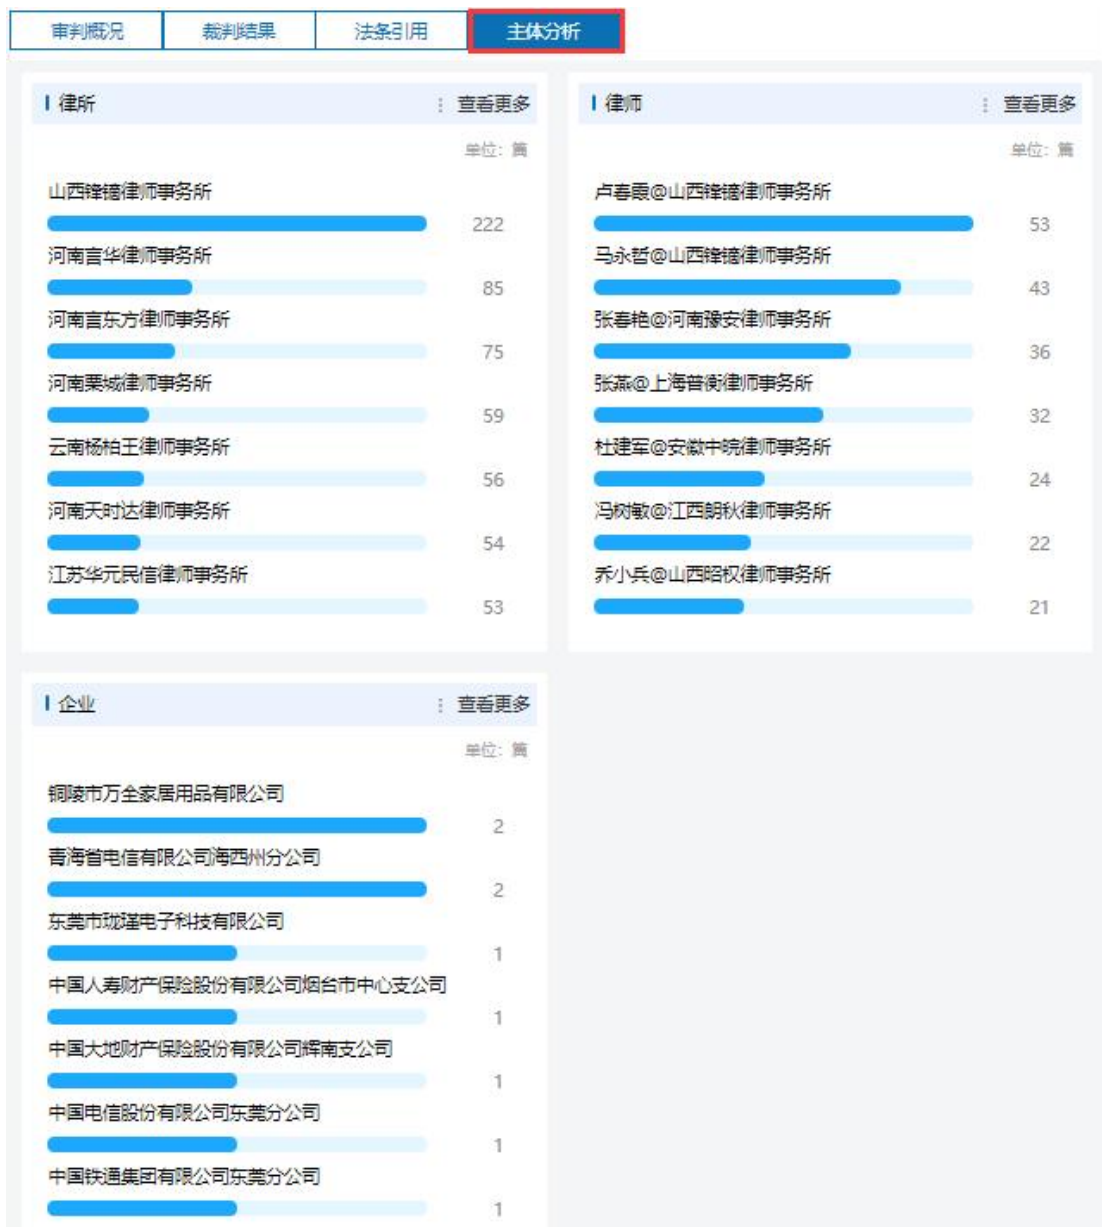 审判概况 裁判结果 法条引用 主体分析
律所 查看更多
单位：篇
山西锋镝律师事务所
222
河南言华律师事务所
85
河南言东方律师事务所
75
河南栗城律师事务所
59
云南杨柏王律师事务所
56
河南天时达律师事务所
54
江苏华元民信律师事务所
53
律师 查看更多
单位：篇
卢春霞@山西锋镝律师事务所
53
马永哲@山西锋镝律师事务所
43
张春艳@河南豫安律师事务所
36
张燕@上海普衡律师事务所
32
杜建军@安徽中皖律师事务所
24
冯树敏@江西朗秋律师事务所
22
乔小兵@山西昭权律师事务所
21
企业 查看更多
单位：篇
铜陵市万全家居用品有限公司
2
青海省电信有限公司海西州分公司
2
东莞市珑瑾电子科技有限公司
1
中国人寿财产保险股份有限公司烟台市中心支公司
1
中国大地财产保险股份有限公司辉南支公司
1
中国电信股份有限公司东莞分公司
1
中国铁通集团有限公司东莞分公司
1